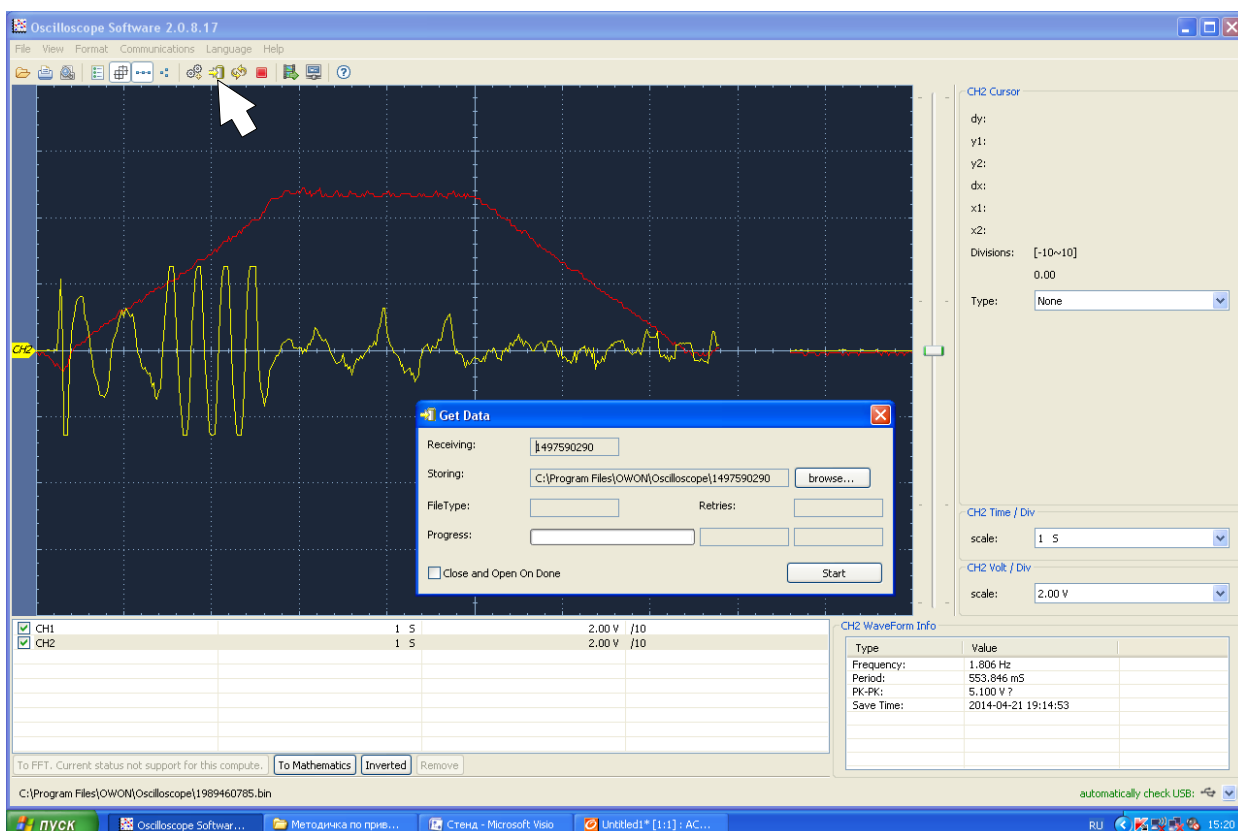 Oscilloscope Software 2.0.8.17
File View Format Communications Language Help
CH2 Cursor
dy:
y1:
y2:
dx:
x1:
x2:
Divisions: [-10~10]
0.00
Type: None
CH2
Get Data
Receiving: 1497590290
Storing: C:\Program Files\OWON\Oscilloscope\1497590290 browse...
FileType: Retries:
Progress:
Close and Open On Done Start
CH2 Time / Div
scale: 1 S
CH2 Volt / Div
scale: 2.00 V
CH1 1 S 2.00 V /10
CH2 1 S 2.00 V /10
CH2 WaveForm Info
Type Value
Frequency: 1.806 Hz
Period: 553.846 mS
PK-PK: 5.100 V ?
Save Time: 2014-04-21 19:14:53
To FFT. Current status not support for this compute. To Mathematics Inverted Remove
C:\Program Files\OWON\Oscilloscope\1989460785.bin automatically check USB:
пуск Oscilloscope Softwar... Методичка по прив... Стенд - Microsoft Visio Untitled1* [1:1] : AC... RU 15:20